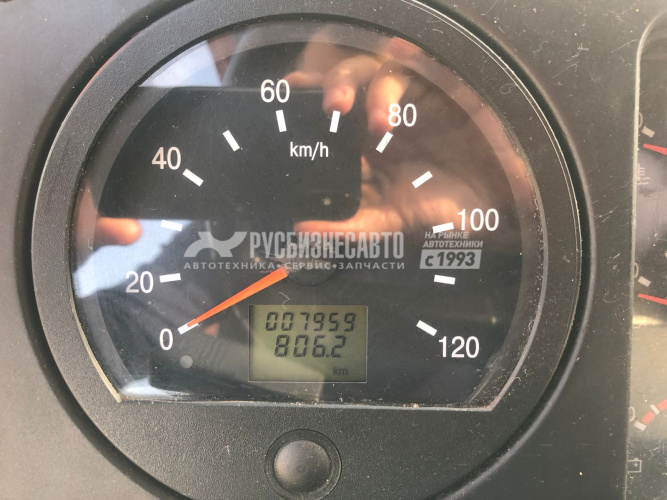 60
80
km/h
40
100
РУСБИЗНЕСАВТО
НА РЫНКЕ
АВТОТЕХНИКИ
АВТОТЕХНИКА • СЕРВИС • ЗАПЧАСТИ
с 1993
20
0
120
007959
806.2
km